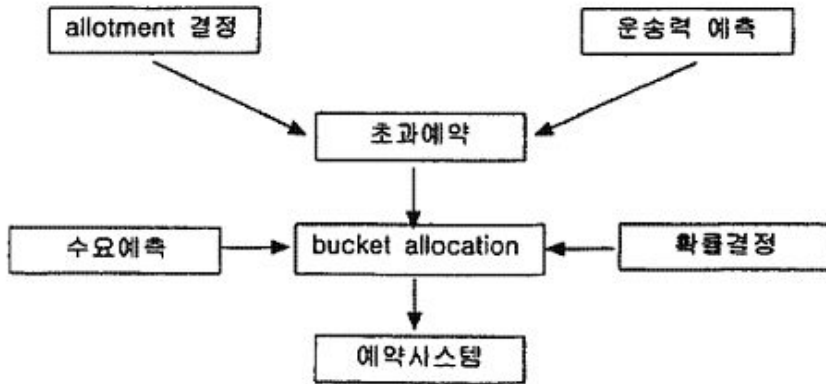 allotment 결정
운송력 예측
초과예약
수요예측
bucket allocation
확률결정
예약시스템